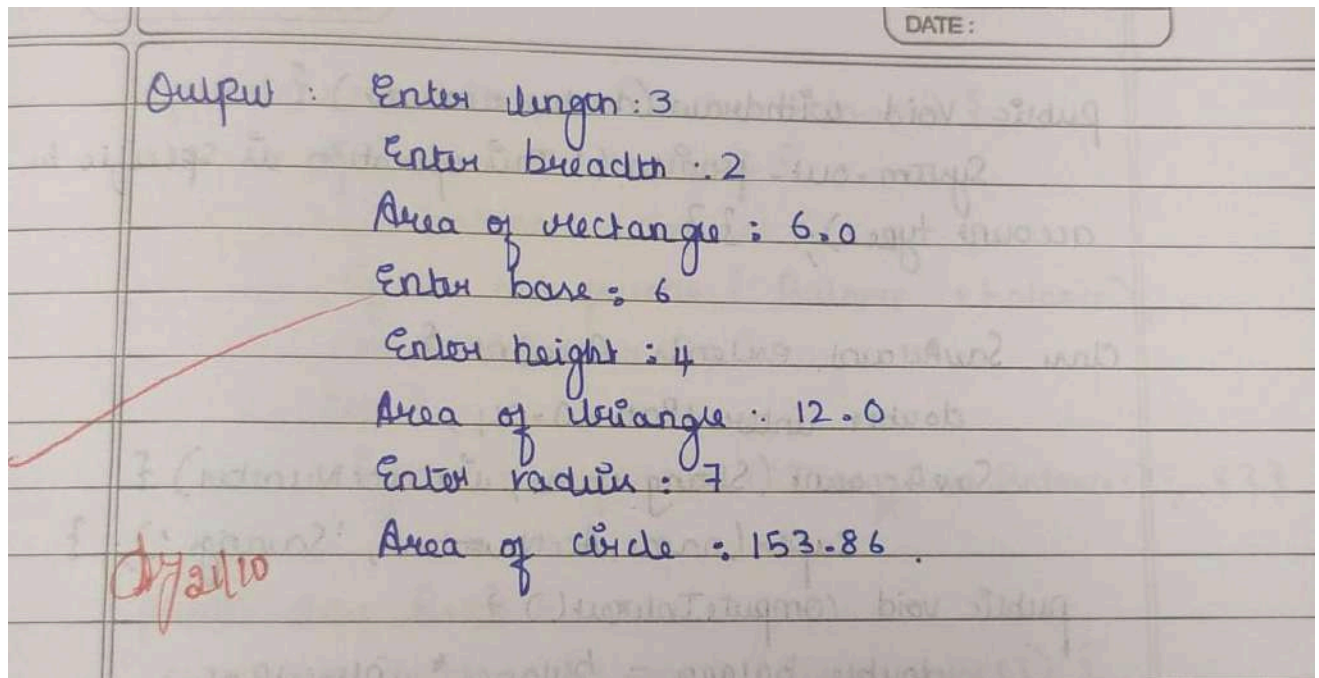 DATE :
Output : Enter length : 3
Enter breadth : 2
Area of rectangle : 6.0
Enter base : 6
Enter height : 4
Area of triangle : 12.0
Enter radius : 7
Area of circle : 153.86 .
21/10